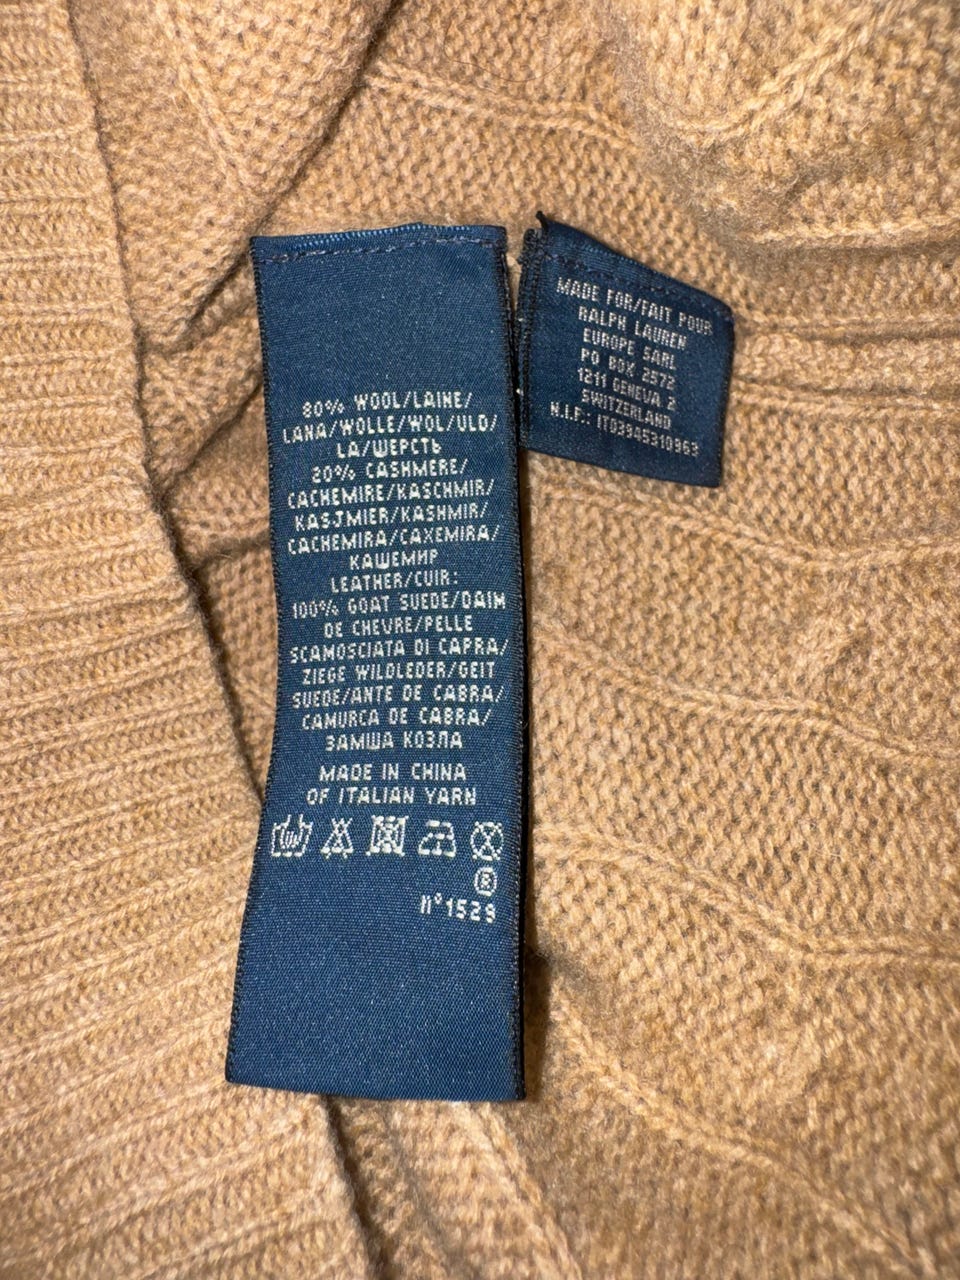 80% WOOL/LAINE/
LANA/WOLLE/WOL/ULD/
LA/ШЕРСТЬ
20% CASHMERE/
CACHEMIRE/KASCHMIR/
KASJMIER/KASHMIR/
CACHEMIRA/CAXEMIRA/
КАШЕМИР
LEATHER/CUIR:
100% GOAT SUEDE/DAIM
DE CHEVRE/PELLE
SCAMOSCIATA DI CAPRA/
ZIEGE WILDLEDER/GEIT
SUEDE/ANTE DE CABRA/
CAMURCA DE CABRA/
ЗАМША КОЗЛА
MADE IN CHINA
OF ITALIAN YARN
®
n°1529
MADE FOR/FAIT POUR
RALPH LAUREN
EUROPE SARL
PO BOX 2572
1211 GENEVA 2
SWITZERLAND
N.I.F.: IT03945310963